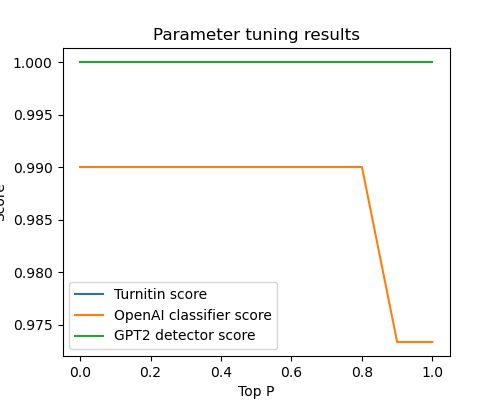 Parameter tuning results
Score
1.000
0.995
0.990
0.985
0.980
0.975
Turnitin score
OpenAI classifier score
GPT2 detector score
0.0
0.2
0.4
0.6
0.8
1.0
Top P